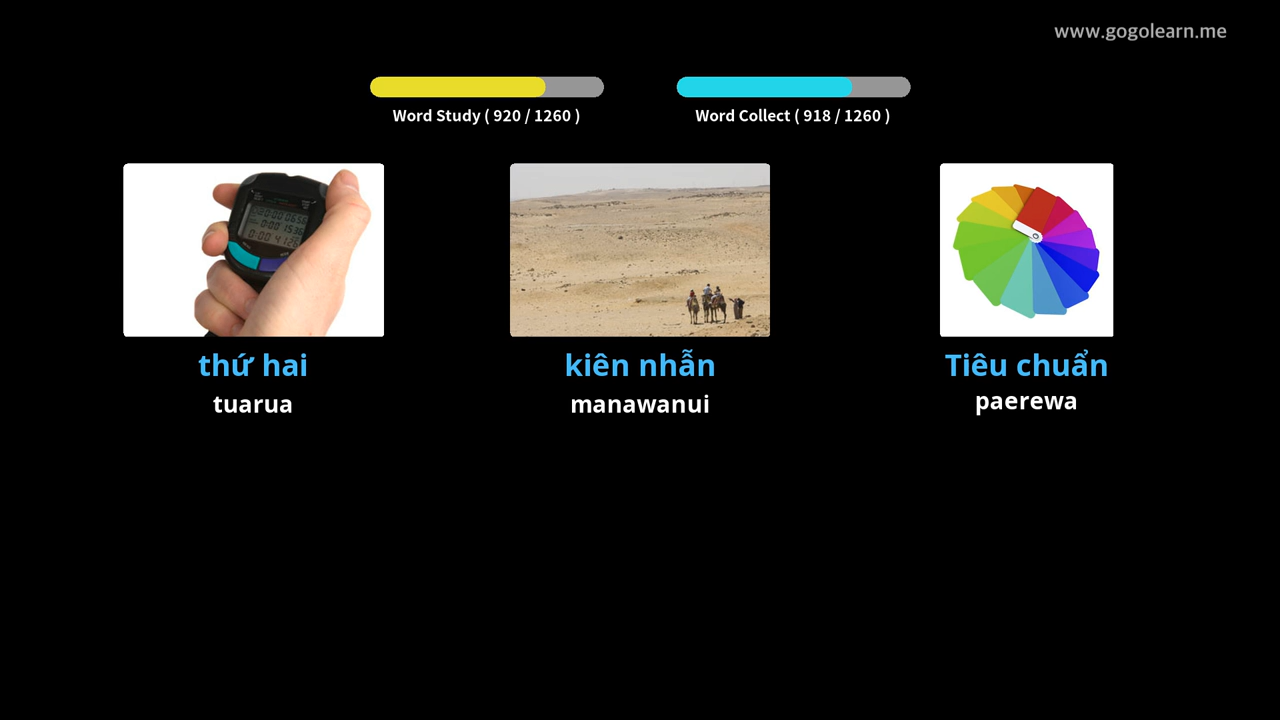 www.gogolearn.me
Word Study ( 920 / 1260 )
Word Collect ( 918 / 1260 )
thứ hai
kiên nhẫn
Tiêu chuẩn
tuarua
manawanui
paerewa